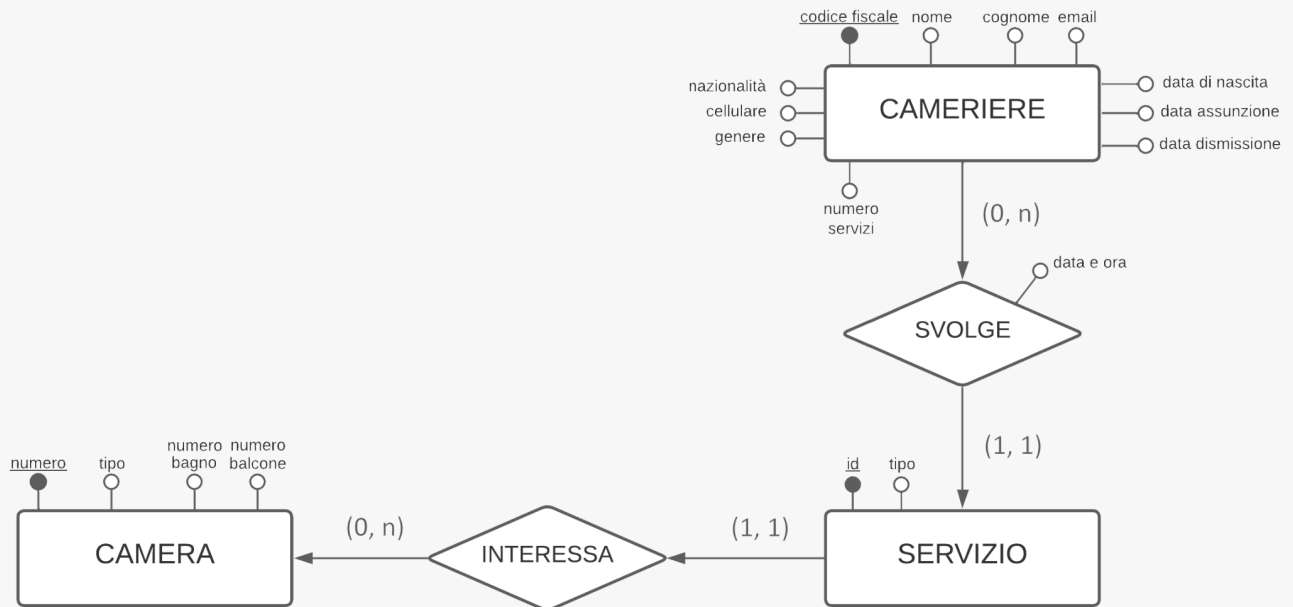 codice fiscale
nome
cognome
email
nazionalità
cellulare
genere
CAMERIERE
data di nascita
data assunzione
data dismissione
numero
servizi
(0, n)
data e ora
SVOLGE
(1, 1)
numero
tipo
numero
bagno
numero
balcone
id
tipo
CAMERA
(0, n)
INTERESSA
(1, 1)
SERVIZIO